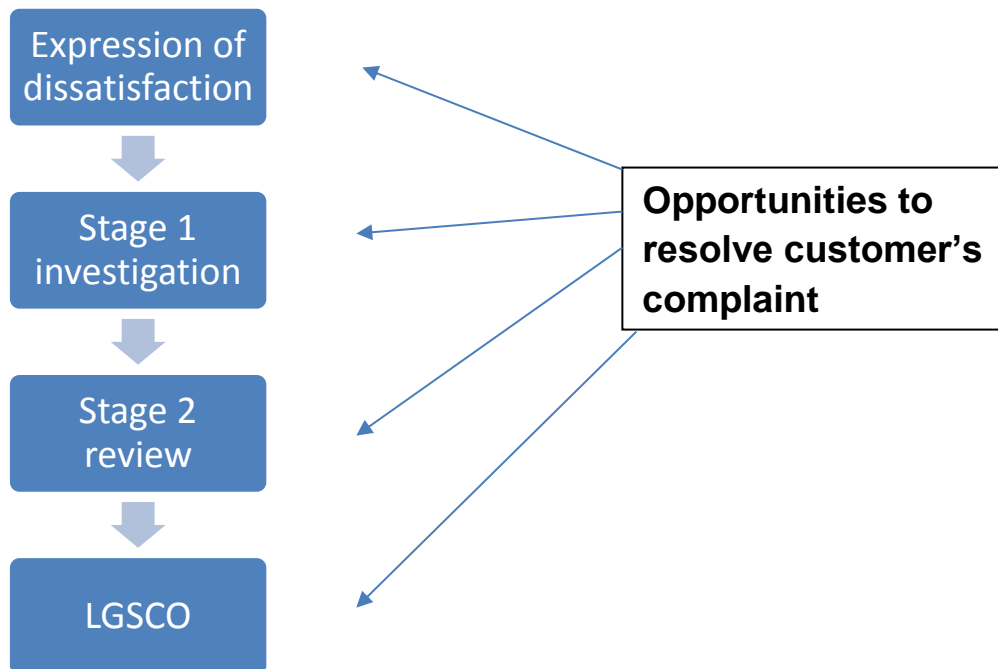 Expression of
dissatisfaction
Stage 1
investigation
Stage 2
review
LGSCO
Opportunities to
resolve customer’s
complaint